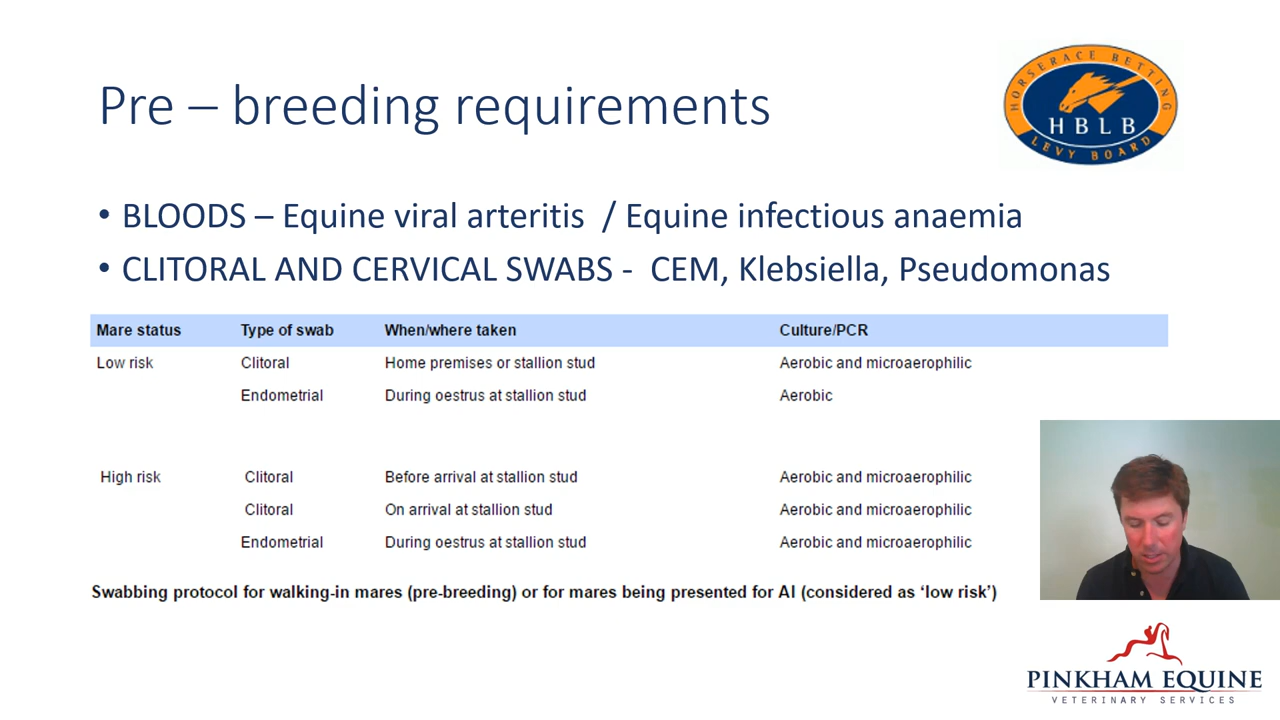 Pre – breeding requirements
HORSERACE BETTING
HBLB
LEVY BOARD
• BLOODS – Equine viral arteritis / Equine infectious anaemia
• CLITORAL AND CERVICAL SWABS - CEM, Klebsiella, Pseudomonas
Mare status Type of swab When/where taken Culture/PCR
Low risk Clitoral Home premises or stallion stud Aerobic and microaerophilic
Endometrial During oestrus at stallion stud Aerobic
High risk Clitoral Before arrival at stallion stud Aerobic and microaerophilic
Clitoral On arrival at stallion stud Aerobic and microaerophilic
Endometrial During oestrus at stallion stud Aerobic and microaerophilic
Swabbing protocol for walking-in mares (pre-breeding) or for mares being presented for AI (considered as ‘low risk’)
PINKHAM EQUINE
VETERINARY SERVICES